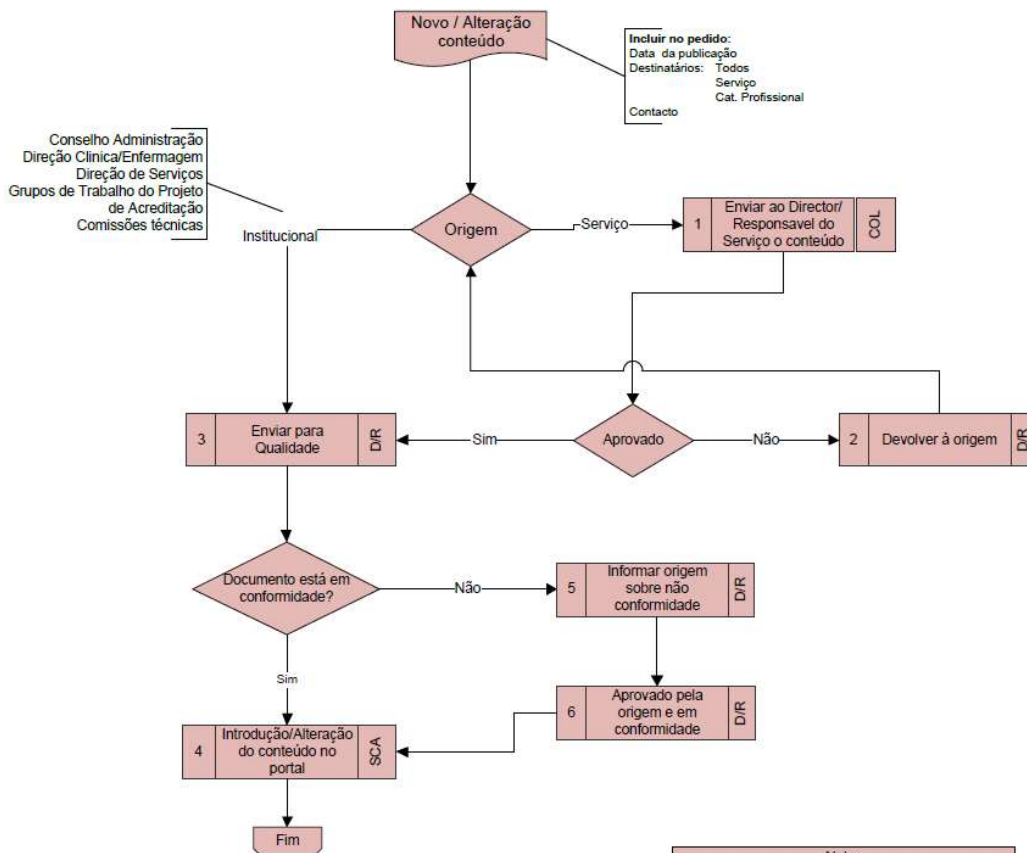 Novo / Alteração
conteúdo
Incluir no pedido:
Data da publicação
Destinatários: Todos
Serviço
Cat. Profissional
Contacto
Conselho Administração
Direção Clinica/Enfermagem
Direção de Serviços
Grupos de Trabalho do Projeto
de Acreditação
Comissões técnicas
Institucional
Origem
Serviço
1
Enviar ao Director/
Responsavel do
Serviço o conteúdo
COL
3
Enviar para
Qualidade
D/R
Sim
Aprovado
Não
2
Devolver à origem
D/R
Documento está em
conformidade?
Não
5
Informar origem
sobre não
conformidade
D/R
Sim
6
Aprovado pela
origem e em
conformidade
D/R
4
Introdução/Alteração
do conteúdo no
portal
SCA
Fim